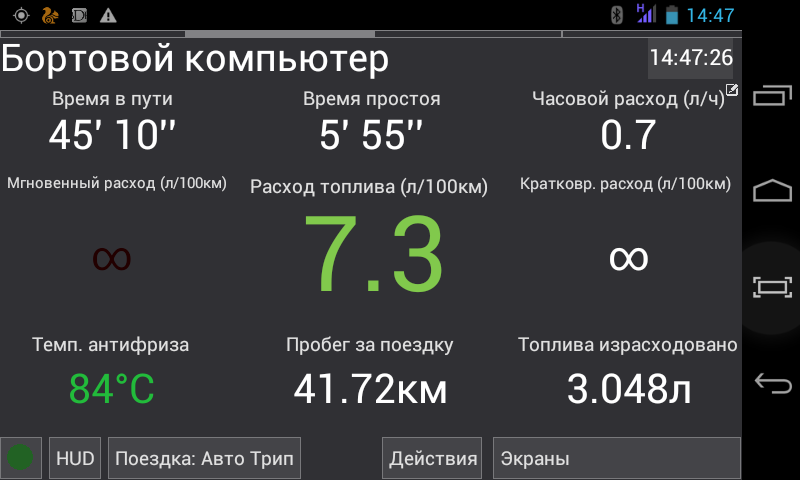 H 14:47
Бортовой компьютер 14:47:26
Время в пути Время простоя Часовой расход (л/ч)
45' 10'' 5' 55'' 0.7
Мгновенный расход (л/100км) Расход топлива (л/100км) Кратковр. расход (л/100км)
∞ 7.3 ∞
Темп. антифриза Пробег за поездку Топлива израсходовано
84°C 41.72км 3.048л
HUD Поездка: Авто Трип Действия Экраны